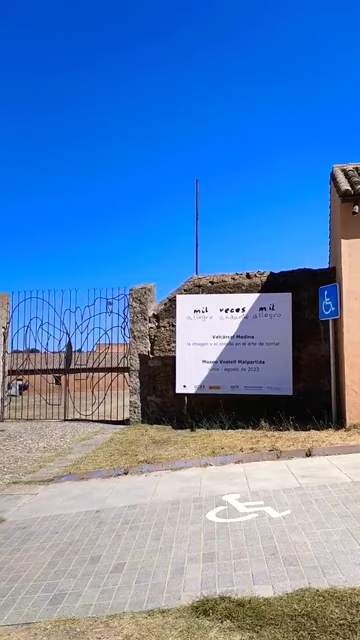 mil veces mil
allegro andante allegro
Valcárcel Medina
la imagen y el sonido en el arte de contar
Museo Vostell Malpartida
junio - agosto de 2023